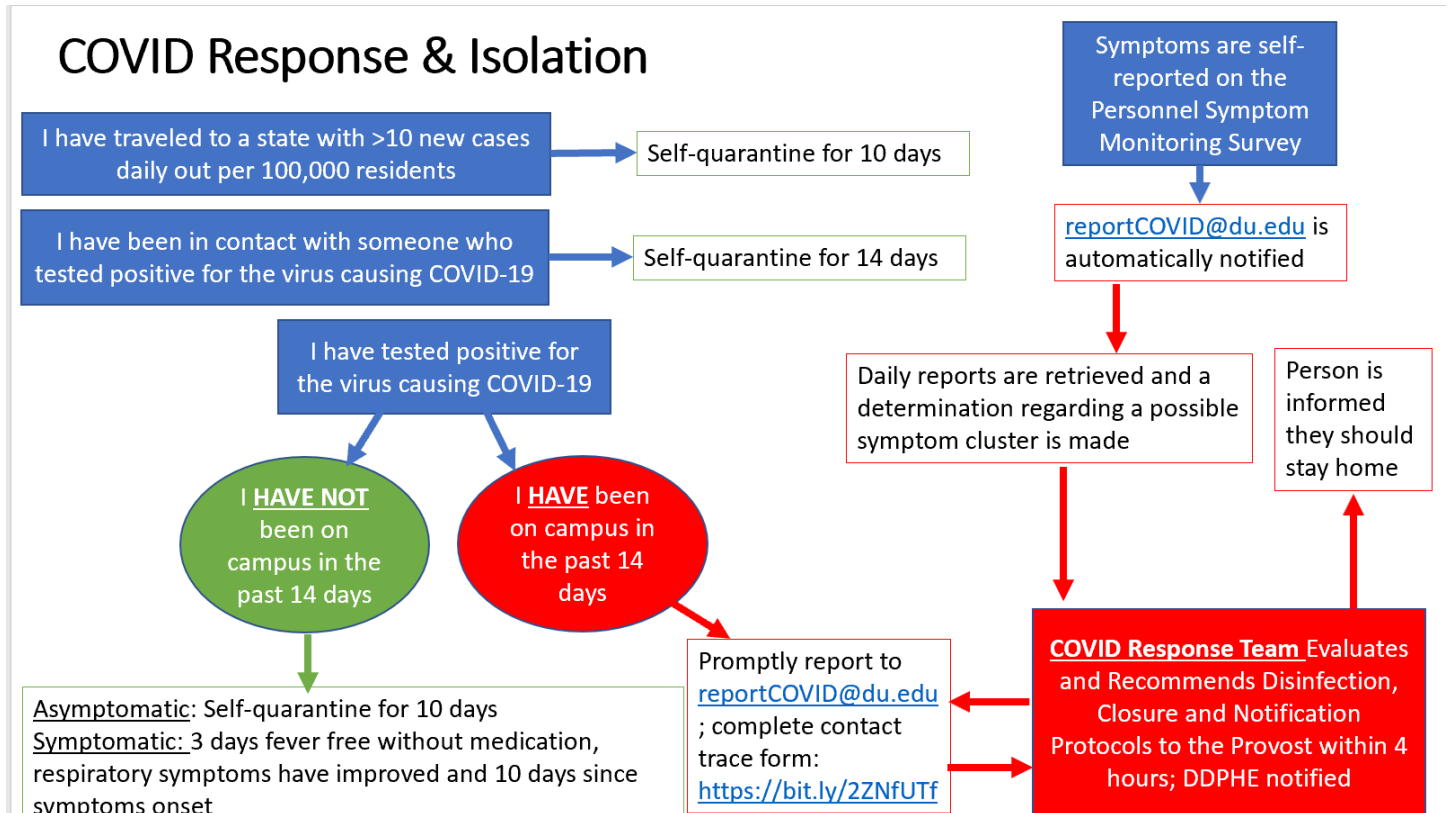 COVID Response & Isolation
I have traveled to a state with >10 new cases
daily out per 100,000 residents
Self-quarantine for 10 days
I have been in contact with someone who
tested positive for the virus causing COVID-19
Self-quarantine for 14 days
I have tested positive for
the virus causing COVID-19
I HAVE NOT
been on
campus in the
past 14 days
I HAVE been
on campus in
the past 14
days
Asymptomatic: Self-quarantine for 10 days
Symptomatic: 3 days fever free without medication,
respiratory symptoms have improved and 10 days since
symptoms onset
Promptly report to
reportCOVID@du.edu
; complete contact
trace form:
https://bit.ly/2ZNfUTf
Symptoms are self-
reported on the
Personnel Symptom
Monitoring Survey
reportCOVID@du.edu is
automatically notified
Daily reports are retrieved and a
determination regarding a possible
symptom cluster is made
Person is
informed
they should
stay home
COVID Response Team Evaluates
and Recommends Disinfection,
Closure and Notification
Protocols to the Provost within 4
hours; DDPHE notified